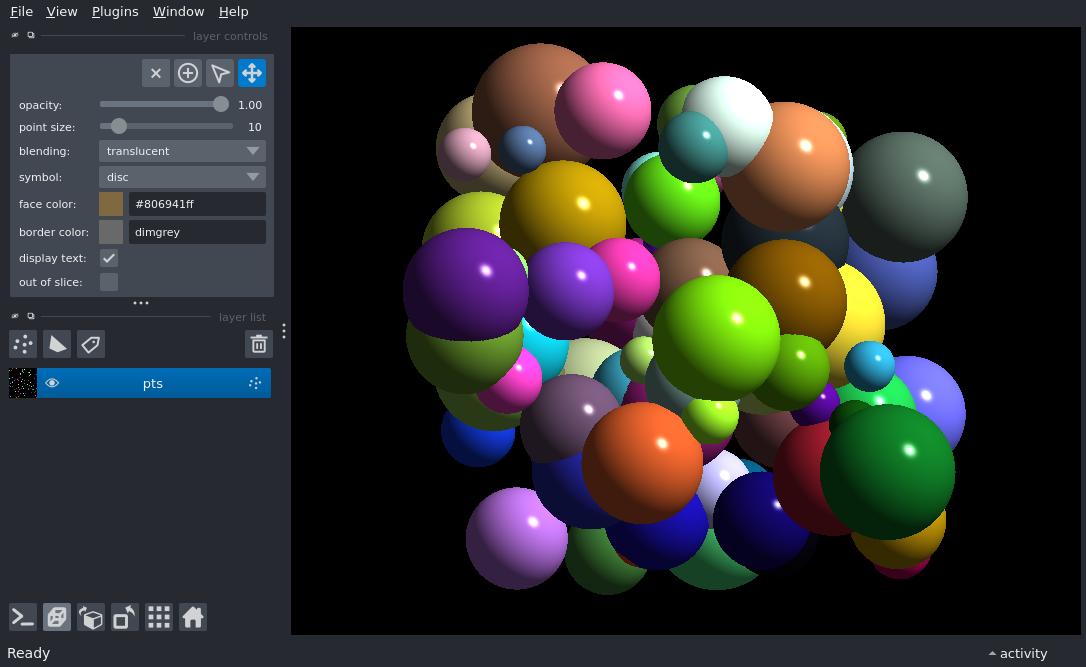 File View Plugins Window Help
layer controls
opacity: 1.00
point size: 10
blending: translucent
symbol: disc
face color: #806941ff
border color: dimgrey
display text:
out of slice:
layer list
pts
Ready
activity